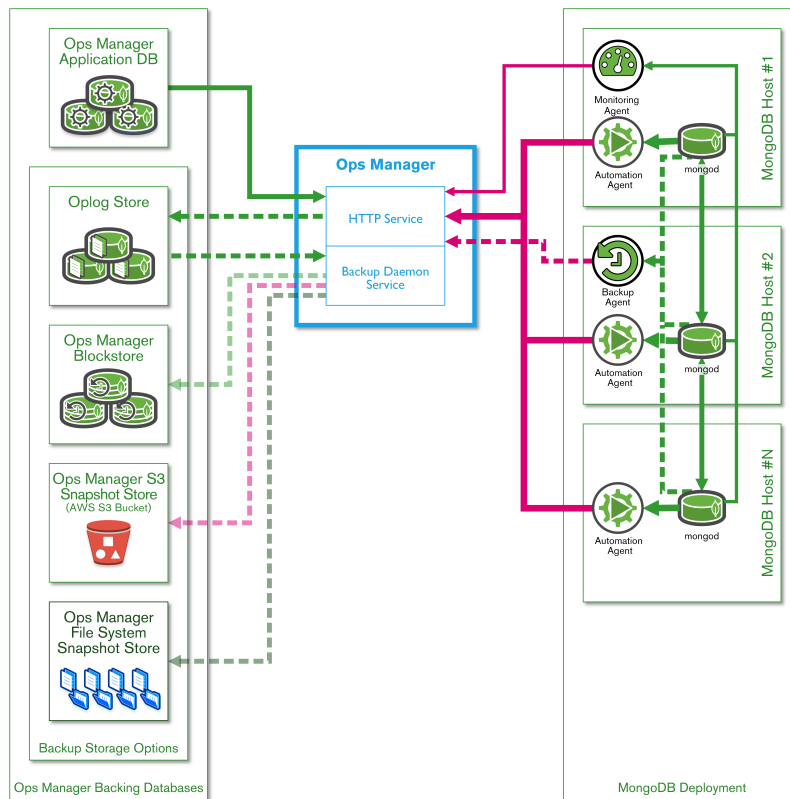 Ops Manager
Application DB
Oplog Store
Ops Manager
Blockstore
Ops Manager S3
Snapshot Store
(AWS S3 Bucket)
Ops Manager
File System
Snapshot Store
Backup Storage Options
Ops Manager Backing Databases
Ops Manager
HTTP Service
Backup Daemon
Service
Monitoring
Agent
Automation
Agent
mongod
MongoDB Host #1
Backup
Agent
Automation
Agent
mongod
MongoDB Host #2
Automation
Agent
mongod
MongoDB Host #N
MongoDB Deployment